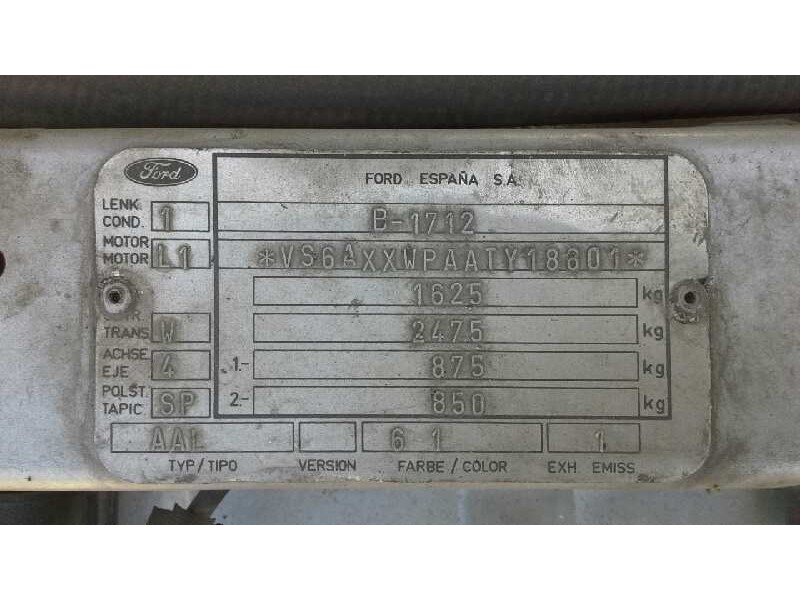 Ford
FORD ESPAÑA S.A.
LENK. COND. 1 B-1712
MOTOR MOTOR L1 *VS6AXXWPAATY18601*
1625 kg
TRANS. W 2475 kg
ACHSE EJE 4 1.- 875 kg
POLST. TAPIC SP 2.- 850 kg
AAL 61 1
TYP/TIPO VERSION FARBE/COLOR EXH EMISS